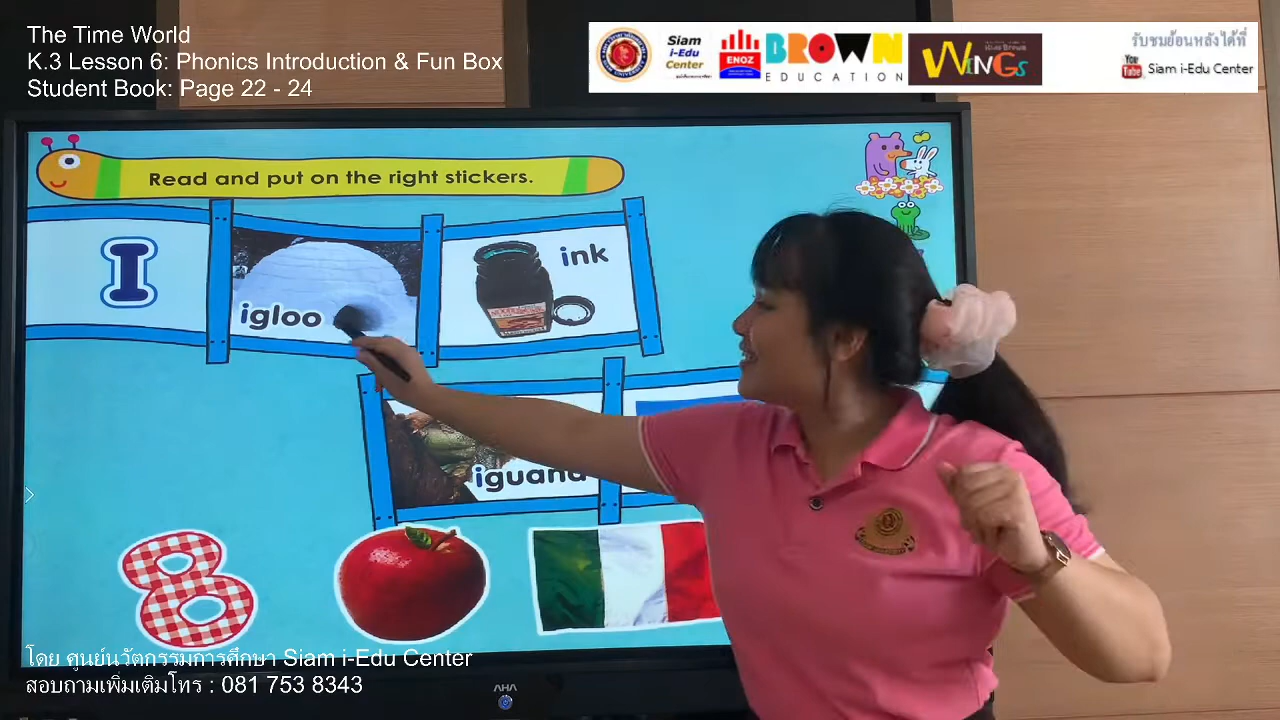 The Time World
K.3 Lesson 6: Phonics Introduction & Fun Box
Student Book: Page 22 - 24
Siam
i-Edu
Center
ENOZ
BROWN
EDUCATION
WINGS
รับชมย้อนหลังได้ที่
You
Tube
Siam i-Edu Center
Read and put on the right stickers.
I
igloo
ink
iguana
8
โดย ศูนย์นวัตกรรมการศึกษา Siam i-Edu Center
สอบถามเพิ่มเติมโทร : 081 753 8343
AHA